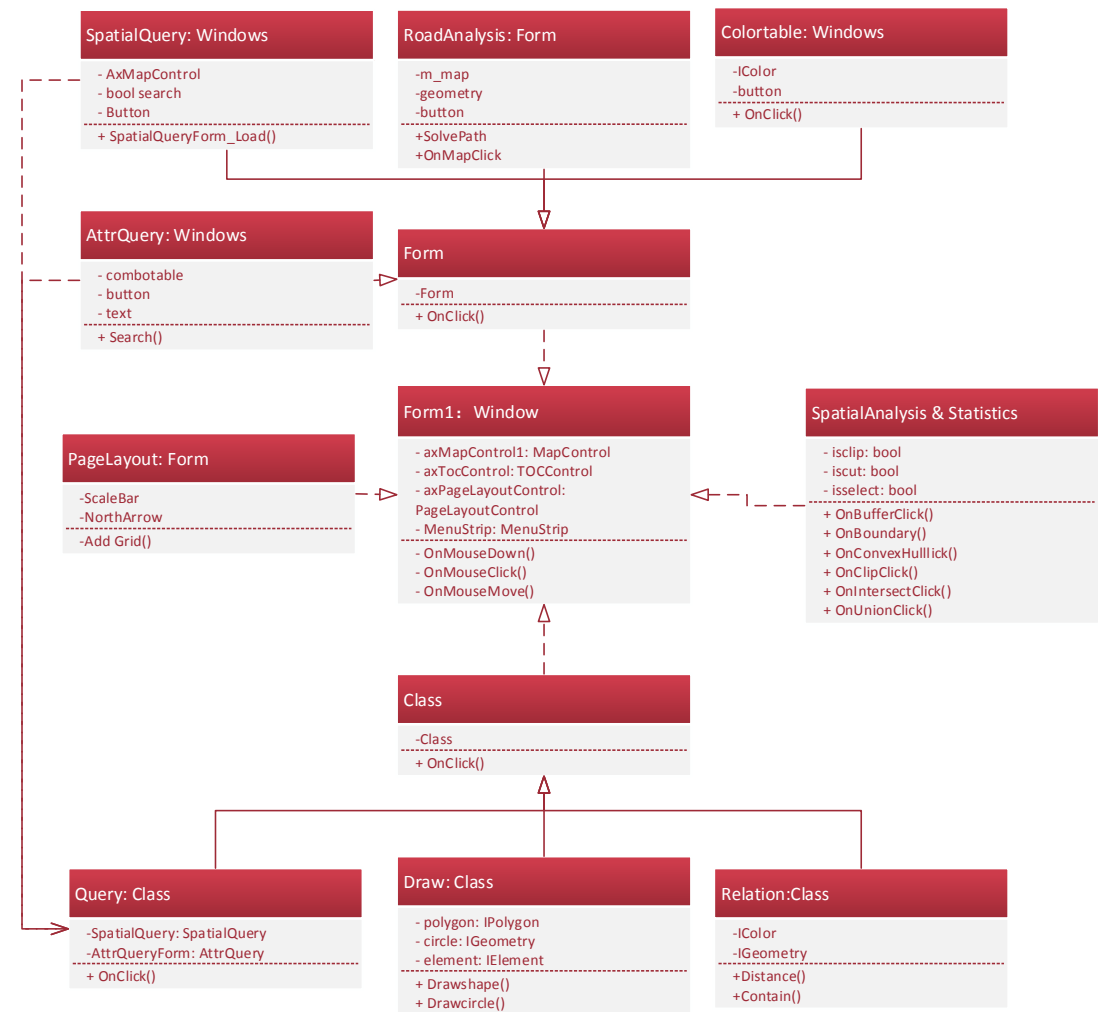 SpatialQuery: Windows
- AxMapControl
- bool search
- Button
+ SpatialQueryForm_Load()
RoadAnalysis: Form
-m_map
-geometry
-button
+SolvePath
+OnMapClick
Colortable: Windows
-IColor
-button
+ OnClick()
AttrQuery: Windows
- combotable
- button
- text
+ Search()
Form
-Form
+ OnClick()
PageLayout: Form
-ScaleBar
-NorthArrow
-Add Grid()
Form1：Window
- axMapControl1: MapControl
- axTocControl: TOCControl
- axPageLayoutControl:
PageLayoutControl
- MenuStrip: MenuStrip
- OnMouseDown()
- OnMouseClick()
- OnMouseMove()
SpatialAnalysis & Statistics
- isclip: bool
- iscut: bool
- isselect: bool
+ OnBufferClick()
+ OnBoundary()
+ OnConvexHulllick()
+ OnClipClick()
+ OnIntersectClick()
+ OnUnionClick()
Class
-Class
+ OnClick()
Query: Class
-SpatialQuery: SpatialQuery
-AttrQueryForm: AttrQuery
+ OnClick()
Draw: Class
- polygon: IPolygon
- circle: IGeometry
- element: IElement
+ Drawshape()
+ Drawcircle()
Relation:Class
-IColor
-IGeometry
+Distance()
+Contain()